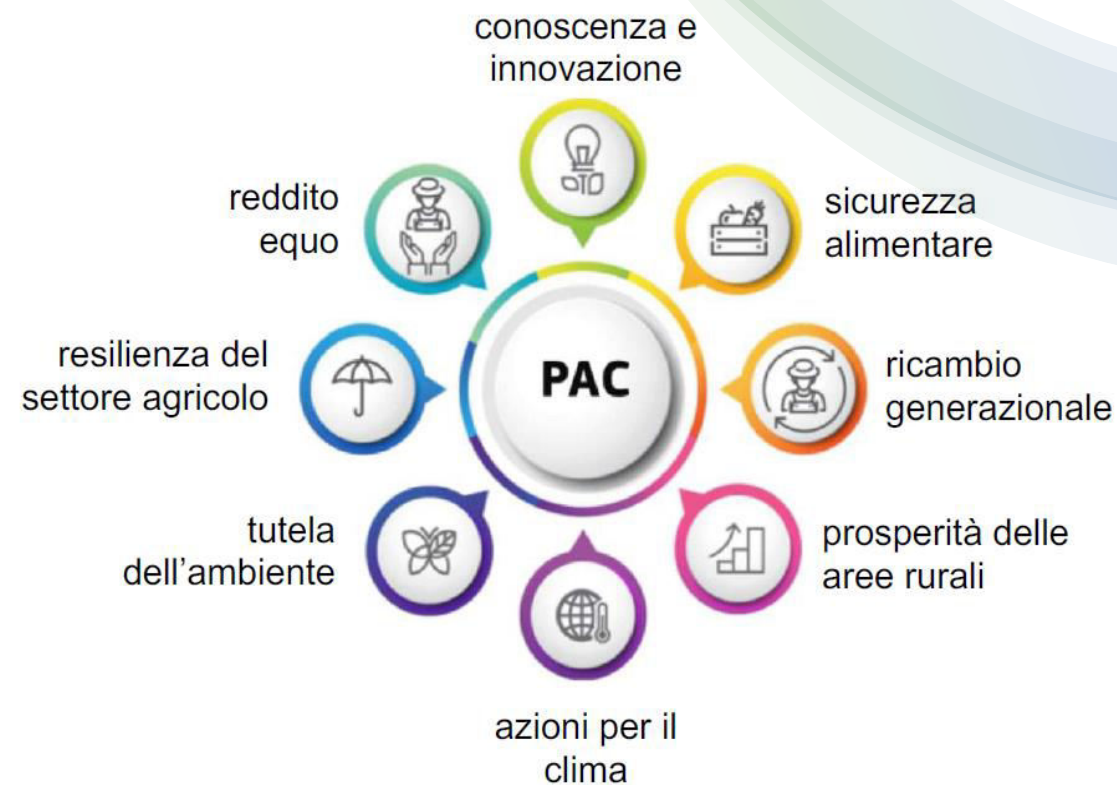 conoscenza e
innovazione
reddito
equo
sicurezza
alimentare
resilienza del
settore agricolo
PAC
ricambio
generazionale
tutela
dell'ambiente
prosperità delle
aree rurali
azioni per il
clima